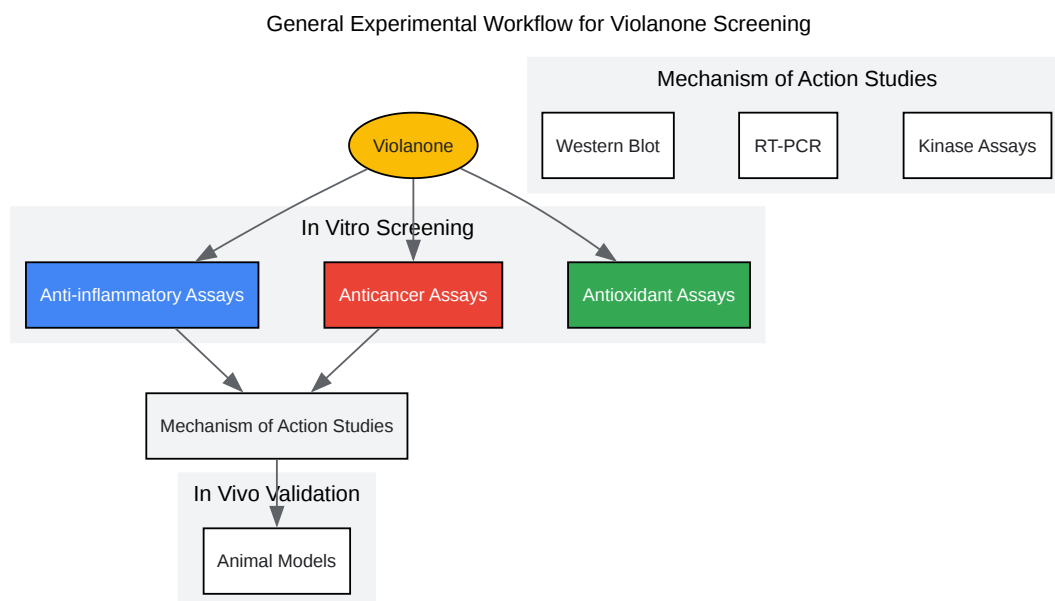 General Experimental Workflow for Violanone Screening
Mechanism of Action Studies
Violanone
Western Blot
RT-PCR
Kinase Assays
In Vitro Screening
Anti-inflammatory Assays
Anticancer Assays
Antioxidant Assays
Mechanism of Action Studies
In Vivo Validation
Animal Models